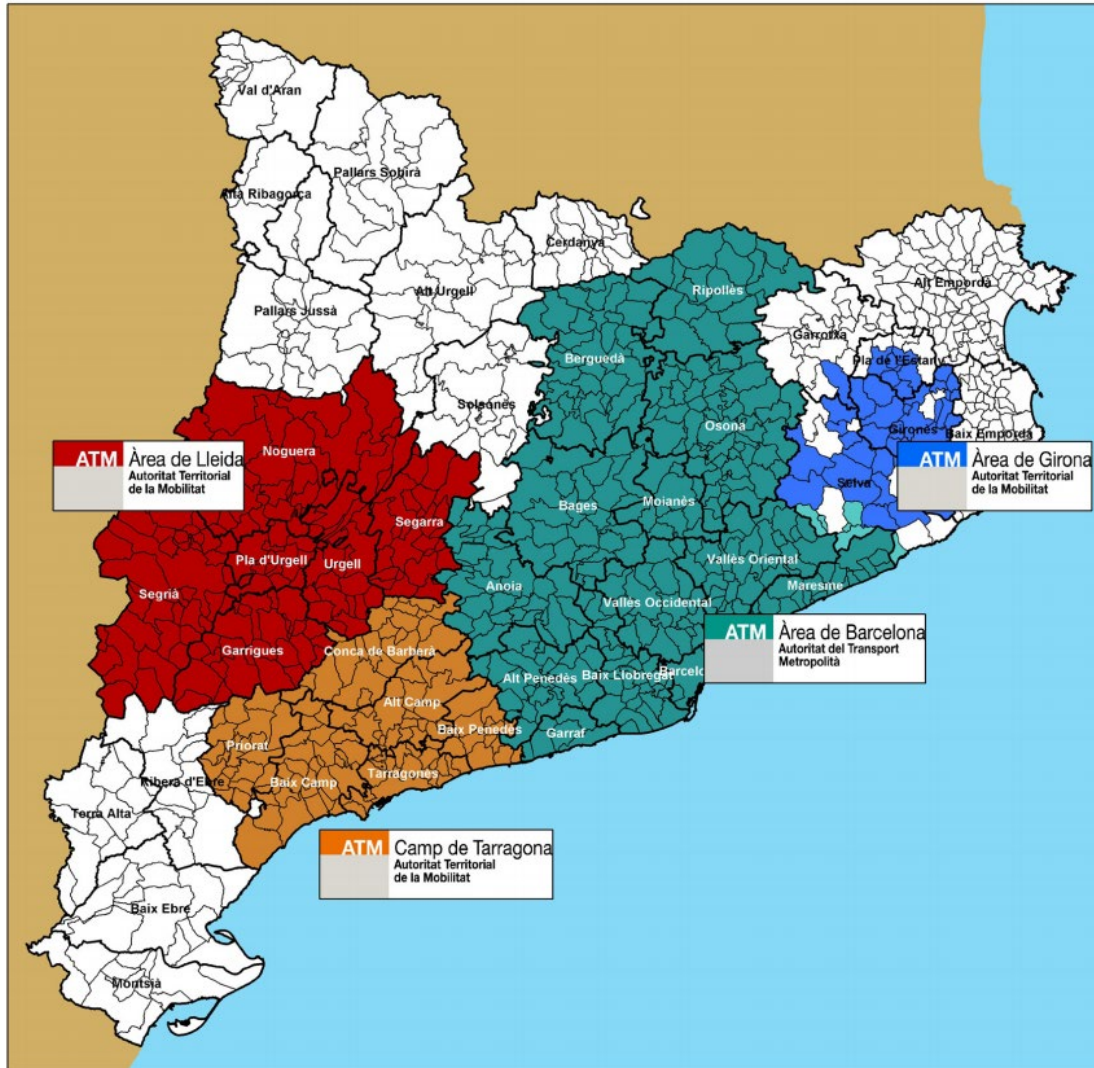 Val d'Aran
Pallars Sobirà
Alta Ribagorça
Cerdanya
Ripollès
Alt Empordà
Alt Urgell
Pallars Jussà
Garrotxa
Berguedà
Pla de l'Estany
Solsonès
Osona
Gironès
Baix Empordà
Noguera
ATM Àrea de Lleida
Autoritat Territorial
de la Mobilitat
ATM Àrea de Girona
Autoritat Territorial
de la Mobilitat
Selva
Bages
Moianès
Segarra
Pla d'Urgell
Urgell
Vallès Oriental
Anoia
Maresme
Segrià
Vallès Occidental
ATM Àrea de Barcelona
Autoritat del Transport
Metropolità
Garrigues
Conca de Barberà
Alt Penedès
Baix Llobregat
Barcelo
Alt Camp
Baix Penedès
Garraf
Priorat
Tarragonès
Ribera d'Ebre
Baix Camp
Terra Alta
ATM Camp de Tarragona
Autoritat Territorial
de la Mobilitat
Baix Ebre
Montsià